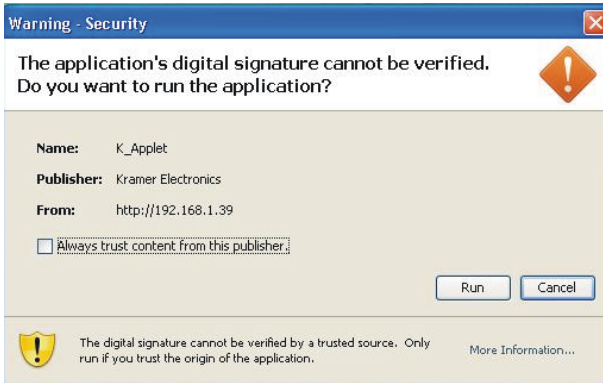 Warning - Security
The application's digital signature cannot be verified.
Do you want to run the application?
Name: K_Applet
Publisher: Kramer Electronics
From: http://192.168.1.39
Always trust content from this publisher.
Run Cancel
The digital signature cannot be verified by a trusted source. Only
run if you trust the origin of the application.
More Information...